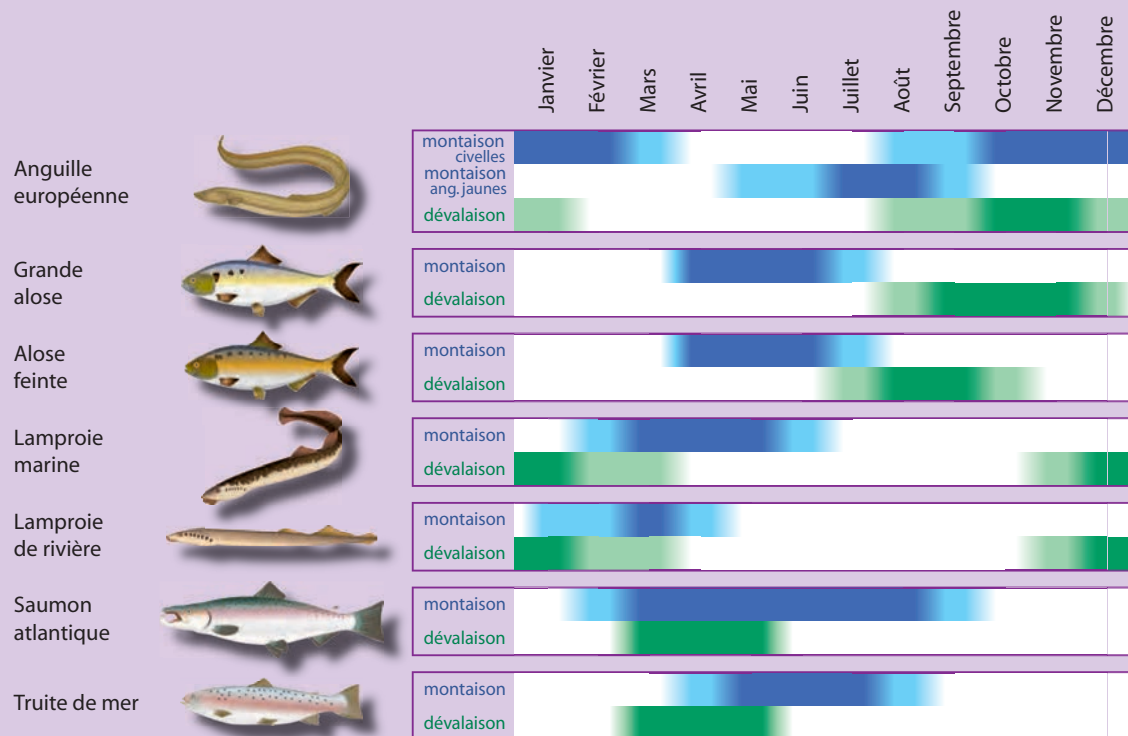 Janvier
Février
Mars
Avril
Mai
Juin
Juillet
Août
Septembre
Octobre
Novembre
Décembre
Anguille
européenne
montaison
civelles
montaison
ang. jaunes
dévalaison
Grande
alose
montaison
dévalaison
Alose
feinte
montaison
dévalaison
Lamproie
marine
montaison
dévalaison
Lamproie
de rivière
montaison
dévalaison
Saumon
atlantique
montaison
dévalaison
Truite de mer
montaison
dévalaison